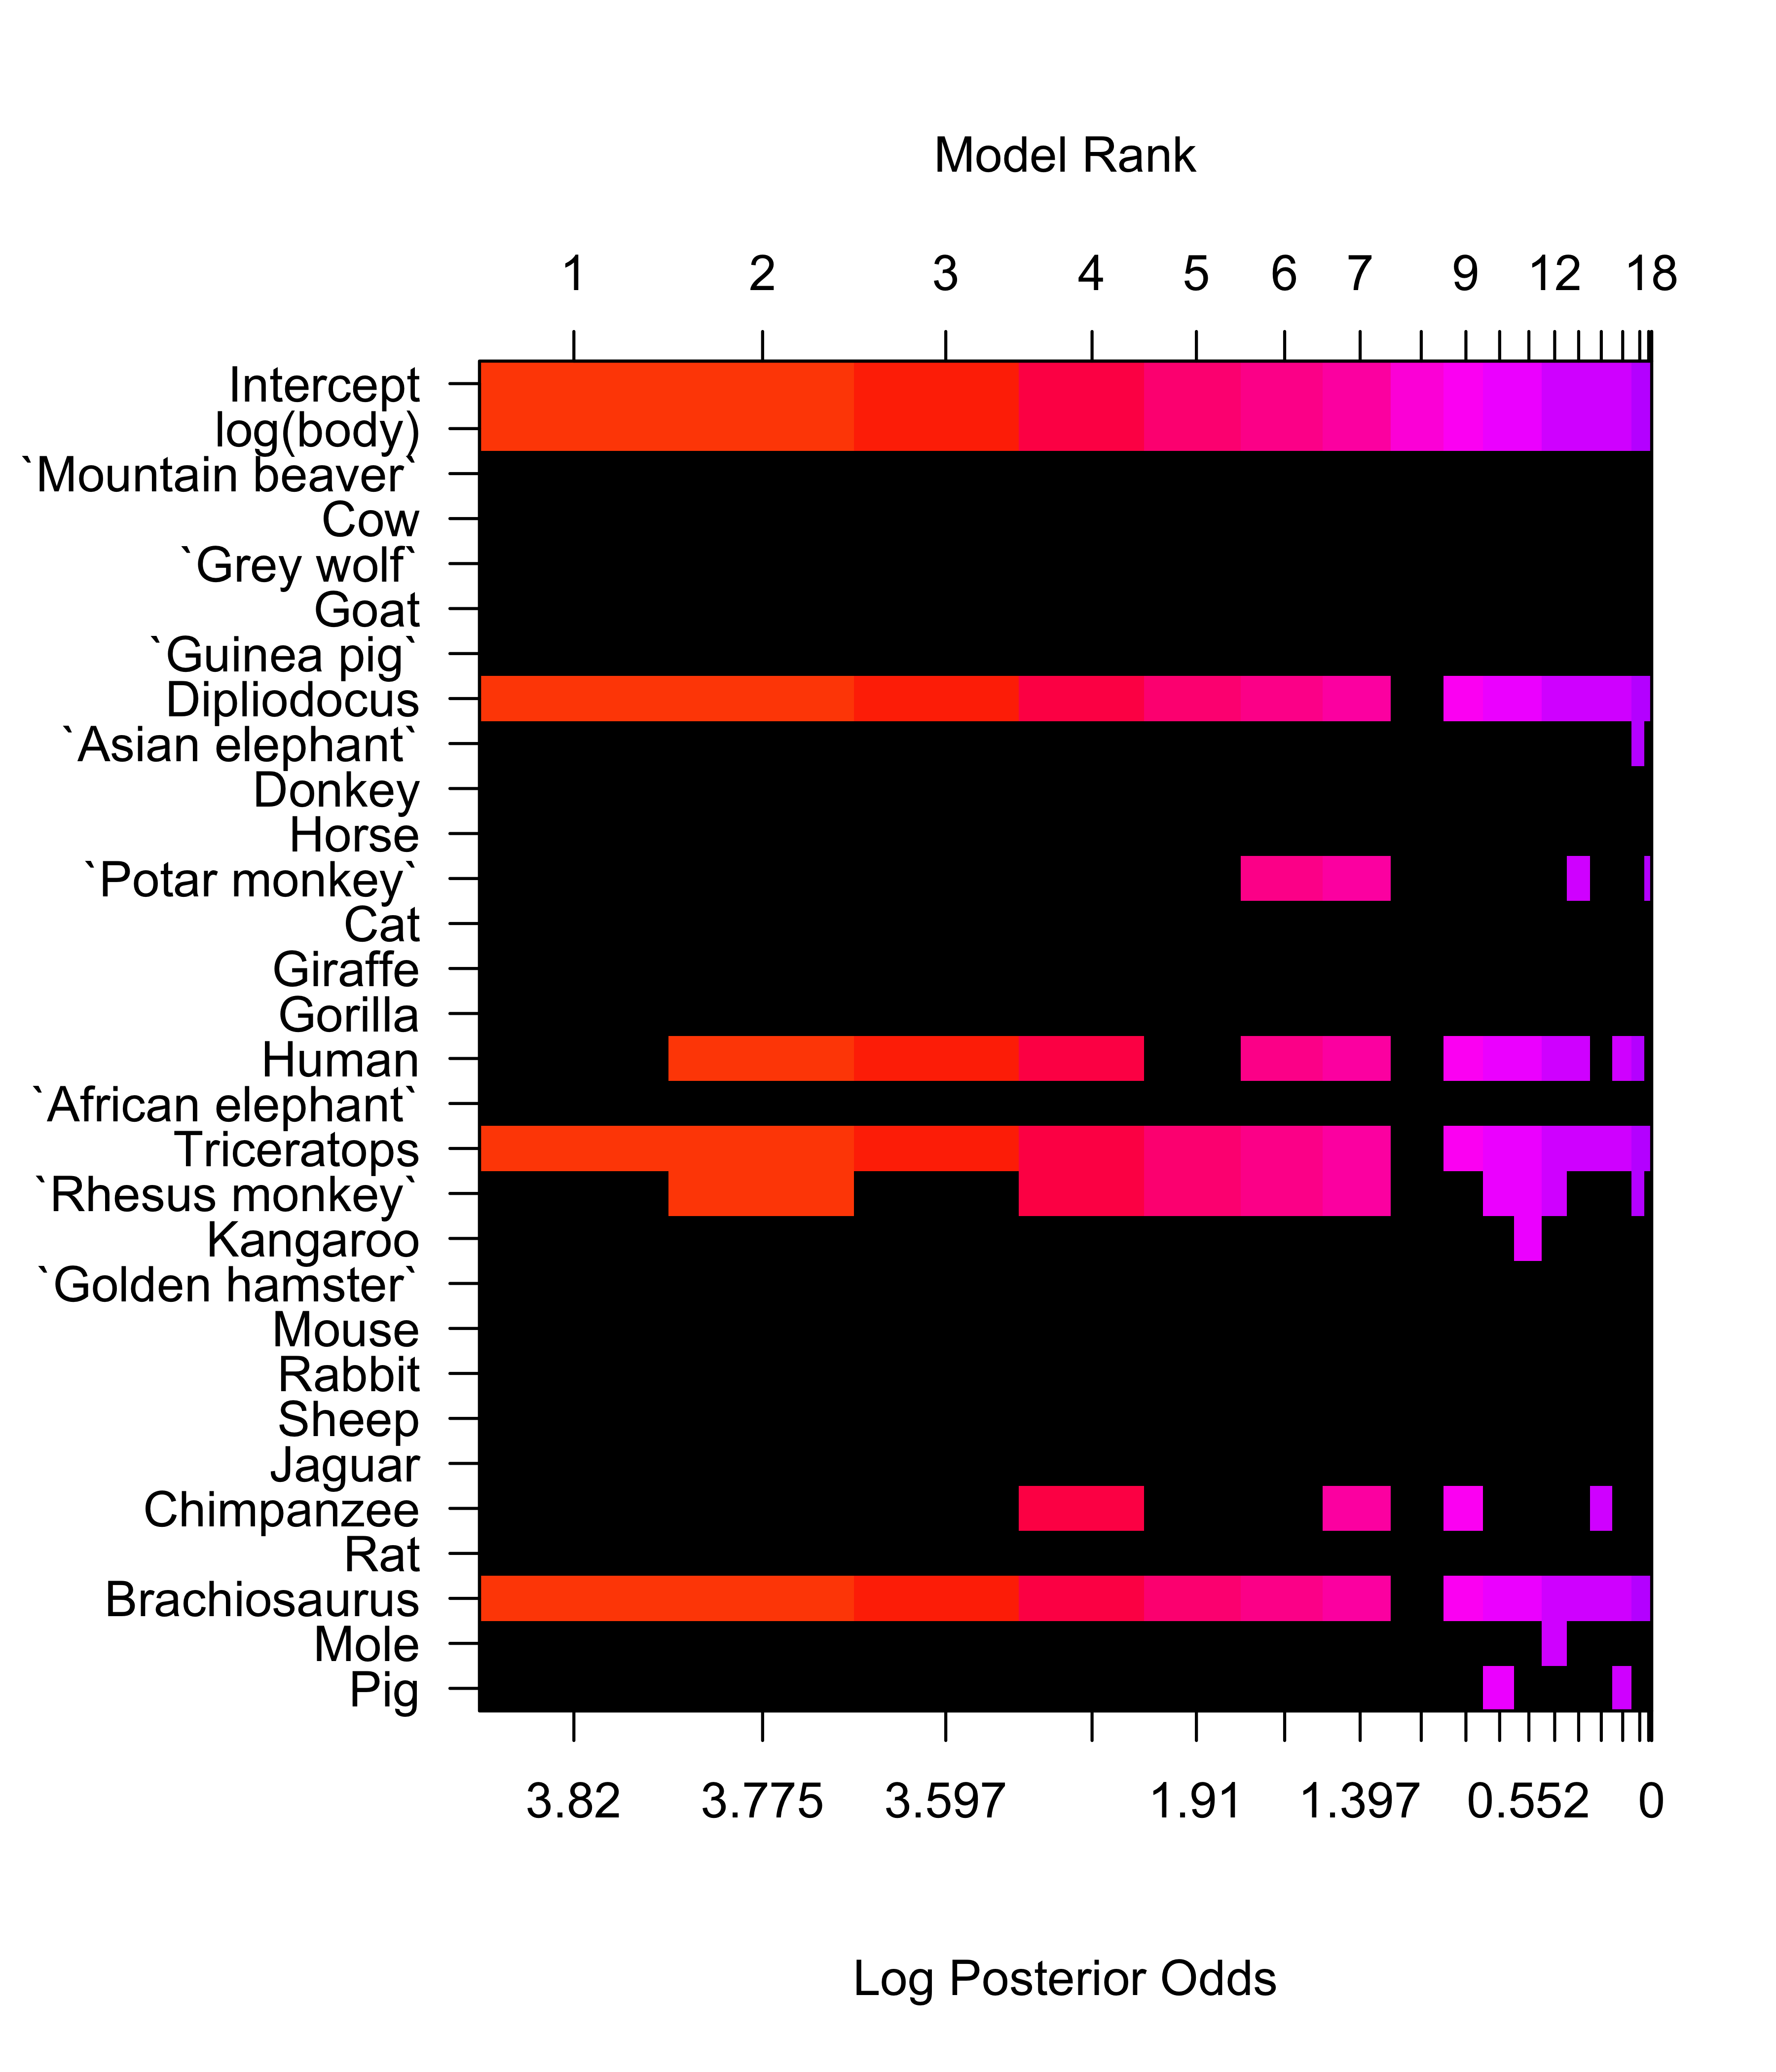 Model Rank
1 2 3 4 5 6 7 9 12 18
Intercept
log(body)
`Mountain beaver`
Cow
`Grey wolf`
Goat
`Guinea pig`
Dipliodocus
`Asian elephant`
Donkey
Horse
`Potar monkey`
Cat
Giraffe
Gorilla
Human
`African elephant`
Triceratops
`Rhesus monkey`
Kangaroo
`Golden hamster`
Mouse
Rabbit
Sheep
Jaguar
Chimpanzee
Rat
Brachiosaurus
Mole
Pig
3.82 3.775 3.597 1.91 1.397 0.552 0
Log Posterior Odds